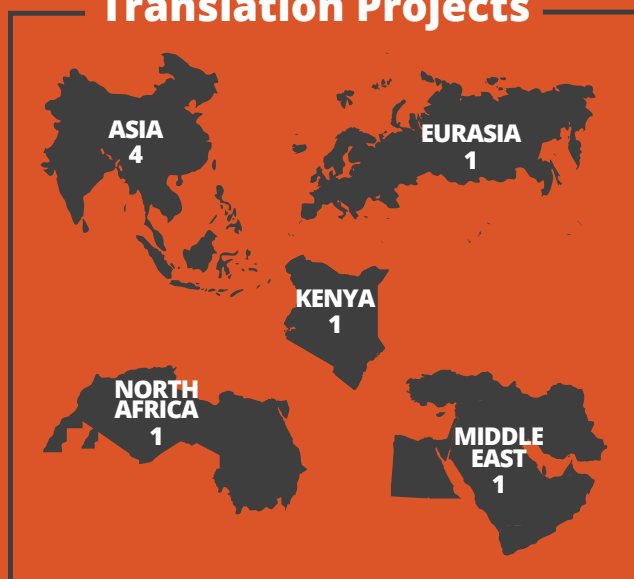 Translation Projects
ASIA
4
EURASIA
1
KENYA
1
NORTH
AFRICA
1
MIDDLE
EAST
1